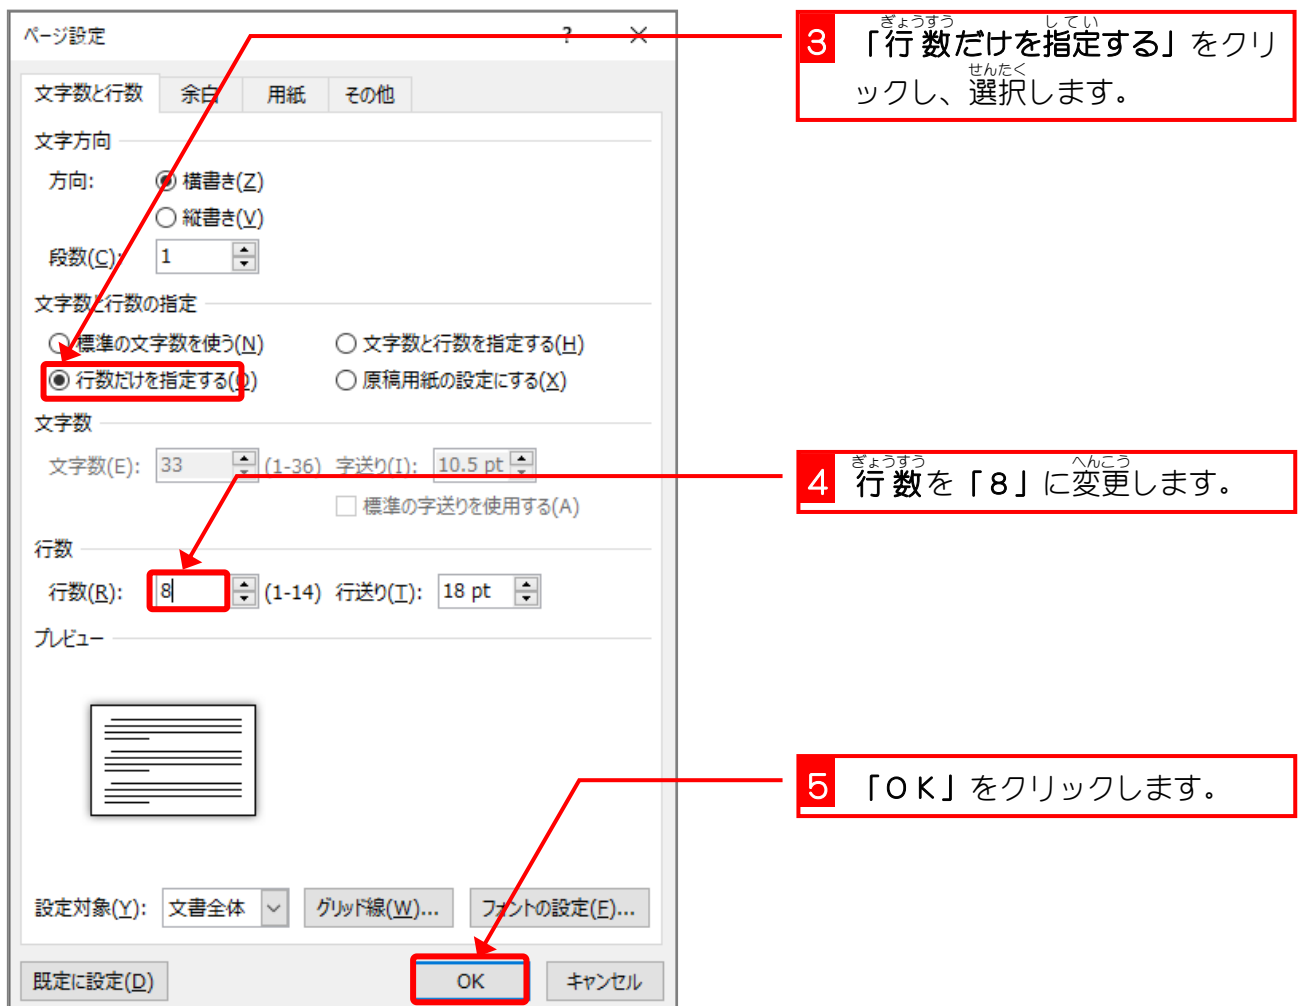 ページ設定 ? ×
文字数と行数 余白 用紙 その他
文字方向
方向: 横書き(Z)
縦書き(V)
段数(C): 1
文字数と行数の指定
標準の文字数を使う(N) 文字数と行数を指定する(H)
行数だけを指定する(O) 原稿用紙の設定にする(X)
文字数
文字数(E): 33 (1-36) 字送り(I): 10.5 pt
標準の字送りを使用する(A)
行数
行数(R): 8 (1-14) 行送り(T): 18 pt
プレビュー
設定対象(Y): 文書全体 グリッド線(W)... フォントの設定(F)...
既定に設定(D) OK キャンセル
ぎょうすう してい
3 「行数だけを指定する」をクリ
せんたく
ックし、選択します。
ぎょうすう へんこう
4 行数を「8」に変更します。
5 「OK」をクリックします。